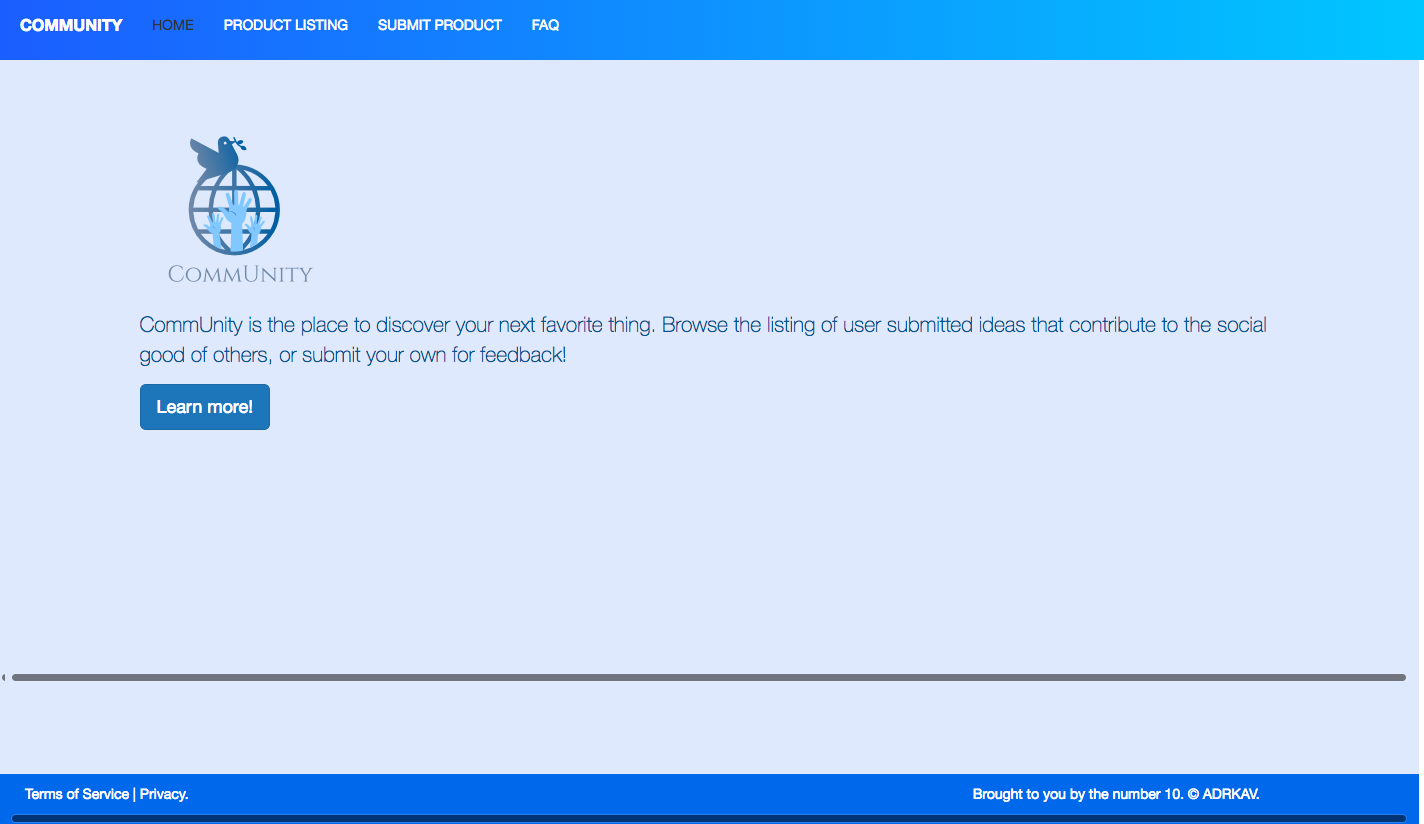 COMMUNITY HOME PRODUCT LISTING SUBMIT PRODUCT FAQ
COMMUNITY
CommUnity is the place to discover your next favorite thing. Browse the listing of user submitted ideas that contribute to the social
good of others, or submit your own for feedback!
Learn more!
Terms of Service | Privacy. Brought to you by the number 10. © ADRKAV.